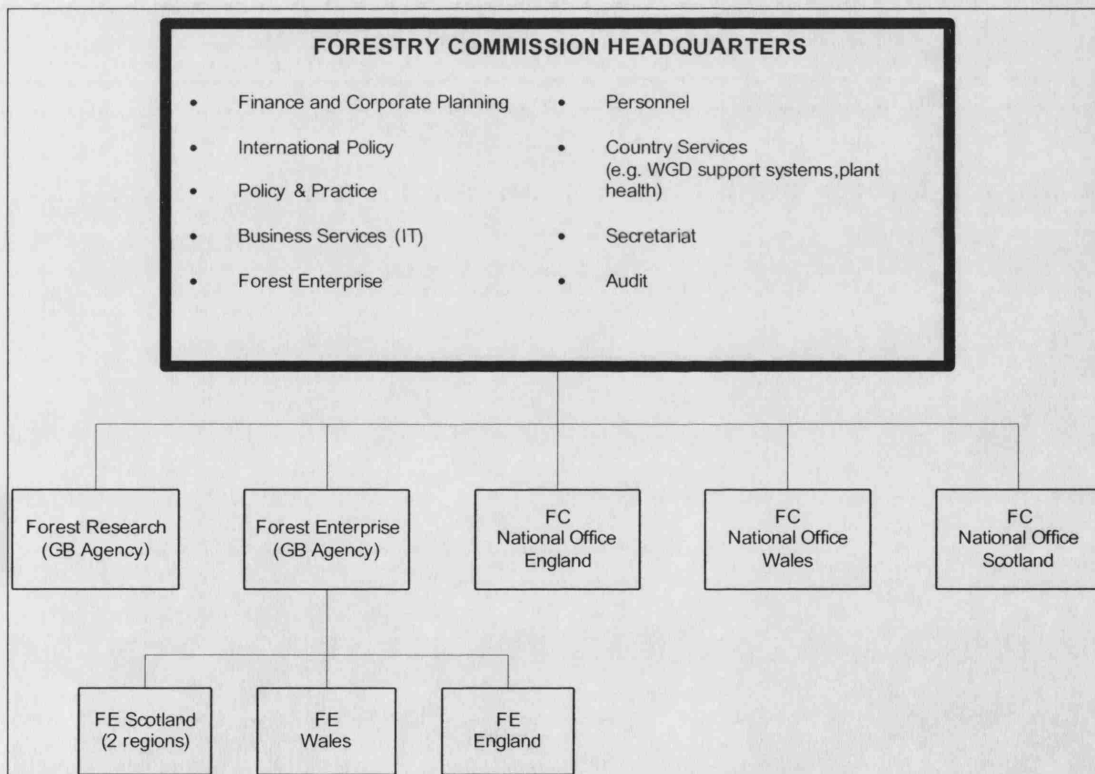 FORESTRY COMMISSION HEADQUARTERS
• Finance and Corporate Planning
• International Policy
• Policy & Practice
• Business Services (IT)
• Forest Enterprise
• Personnel
• Country Services
(e.g. WGD support systems,plant
health)
• Secretariat
• Audit
Forest Research
(GB Agency)
Forest Enterprise
(GB Agency)
FC
National Office
England
FC
National Office
Wales
FC
National Office
Scotland
FE Scotland
(2 regions)
FE
Wales
FE
England